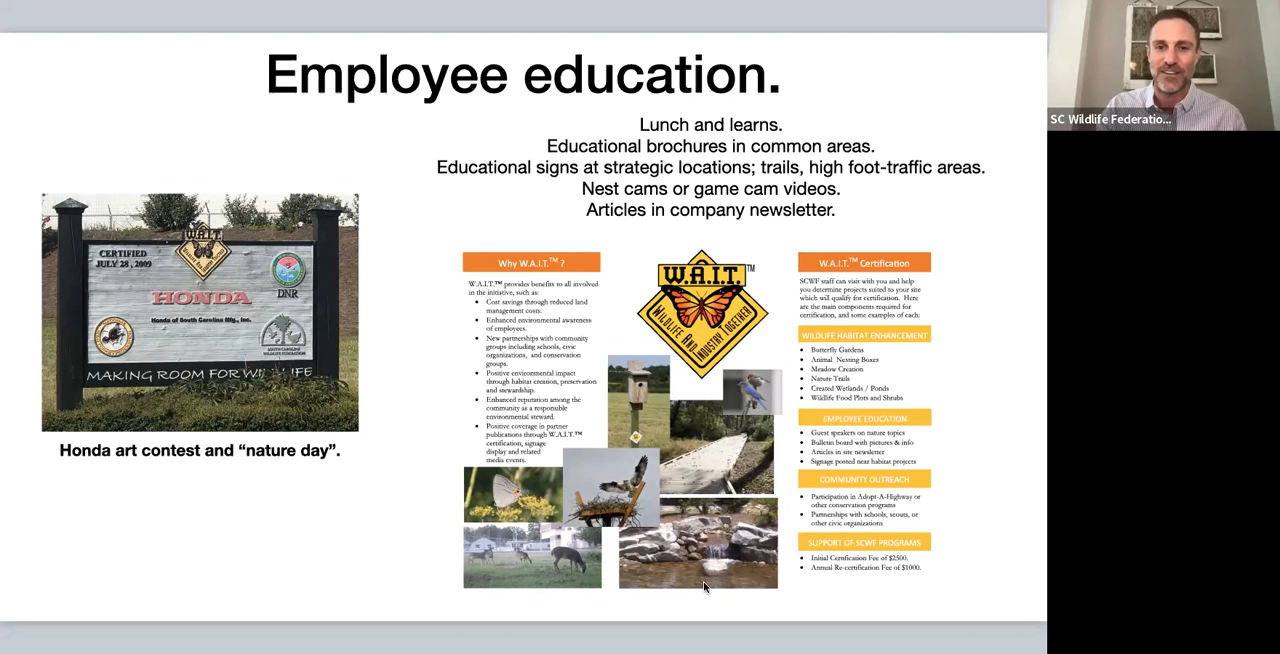 Employee education.
Lunch and learns.
Educational brochures in common areas.
Educational signs at strategic locations; trails, high foot-traffic areas.
Nest cams or game cam videos.
Articles in company newsletter.
W.A.I.T.
CERTIFIED
JULY 28, 2009
DNR
HONDA
Honda of South Carolina Mfg., Inc.
SOUTH CAROLINA
WILDLIFE FEDERATION
MAKING ROOM FOR WILDLIFE
Honda art contest and “nature day”.
Why W.A.I.T.™ ?
W.A.I.T.™ provides benefits to all involved
in the initiative, such as:
• Cost savings through reduced land
management costs.
• Enhanced environmental awareness
of employees.
• New partnerships with community
groups including schools, civic
organizations, and conservation
groups.
• Positive environmental impact
through habitat creation, preservation
and stewardship.
• Enhanced reputation among the
community as a responsible
environmental steward.
• Positive coverage in partner
publications through W.A.I.T.™
certification, signage
display and related
media events.
W.A.I.T.™
WILDLIFE AND INDUSTRY TOGETHER
W.A.I.T.™ Certification
SCWF staff can visit with you and help
you determine projects suited to your site
which will qualify for certification. Here
are the main components required for
certification, and some examples of each:
WILDLIFE HABITAT ENHANCEMENT
• Butterfly Gardens
• Animal Nesting Boxes
• Meadow Creation
• Nature Trails
• Created Wetlands / Ponds
• Wildlife Food Plots and Shrubs
EMPLOYEE EDUCATION
• Guest speakers on nature topics
• Bulletin board with pictures & info
• Articles in site newsletter
• Signage posted near habitat projects
COMMUNITY OUTREACH
• Participation in Adopt-A-Highway or
other conservation programs
• Partnerships with schools, scouts, or
other civic organizations
SUPPORT OF SCWF PROGRAMS
• Initial Certification Fee of $2500.
• Annual Re-certification Fee of $1000.
SC Wildlife Federatio...